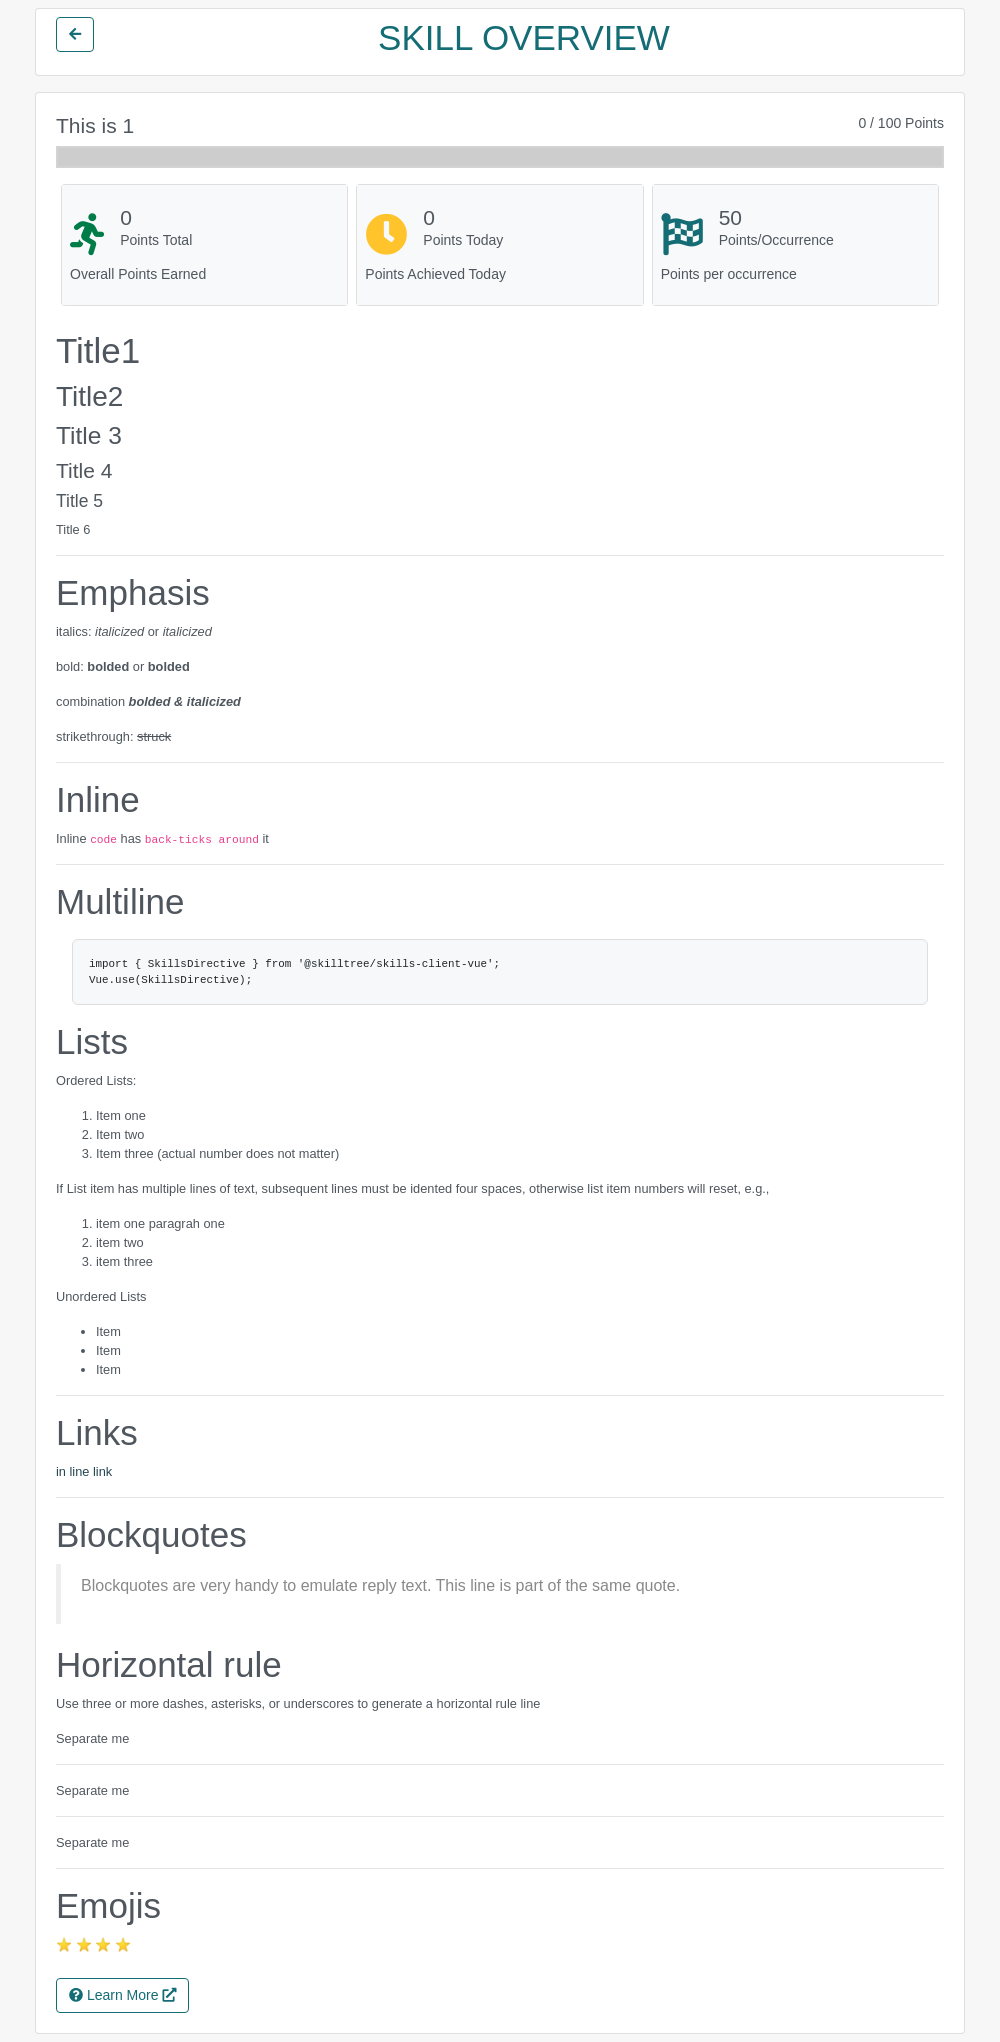 SKILL OVERVIEW
This is 1
0 / 100 Points
0
Points Total
Overall Points Earned
0
Points Today
Points Achieved Today
50
Points/Occurrence
Points per occurrence
Title1
Title2
Title 3
Title 4
Title 5
Title 6
Emphasis
italics: italicized or italicized
bold: bolded or bolded
combination bolded & italicized
strikethrough: struck
Inline
Inline code has back-ticks around it
Multiline
import { SkillsDirective } from '@skilltree/skills-client-vue';
Vue.use(SkillsDirective);
Lists
Ordered Lists:
1. Item one
2. Item two
3. Item three (actual number does not matter)
If List item has multiple lines of text, subsequent lines must be idented four spaces, otherwise list item numbers will reset, e.g.,
1. item one paragrah one
2. item two
3. item three
Unordered Lists
• Item
• Item
• Item
Links
in line link
Blockquotes
Blockquotes are very handy to emulate reply text. This line is part of the same quote.
Horizontal rule
Use three or more dashes, asterisks, or underscores to generate a horizontal rule line
Separate me
Separate me
Separate me
Emojis
⭐ ⭐ ⭐ ⭐
Learn More